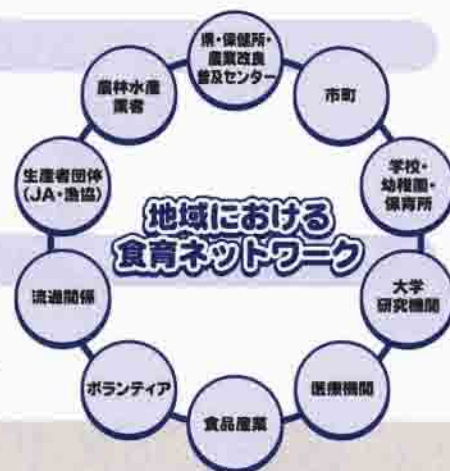 県・保健所・
農業改良
普及センター
市町
学校・
幼稚園・
保育所
大学
研究機関
医療機関
食品産業
ボランティア
流通関係
生産者団体
(JA・漁協)
農林水産
業者
地域における
食育ネットワーク